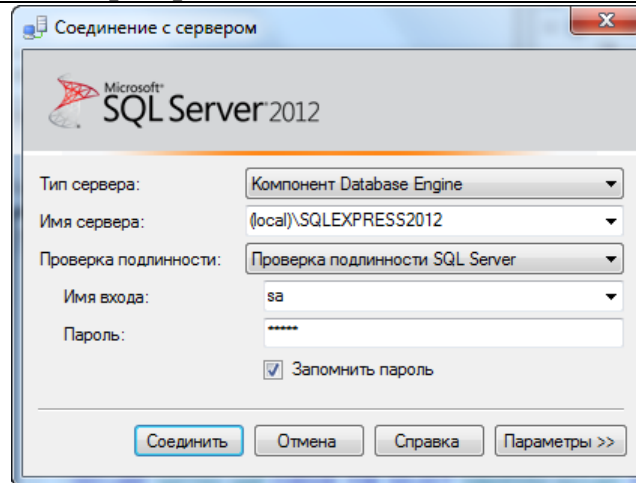 Соединение с сервером
Microsoft®
SQL Server® 2012
Тип сервера: Компонент Database Engine
Имя сервера: (local)\SQLEXPRESS2012
Проверка подлинности: Проверка подлинности SQL Server
Имя входа: sa
Пароль: *****
Запомнить пароль
Соединить Отмена Справка Параметры >>